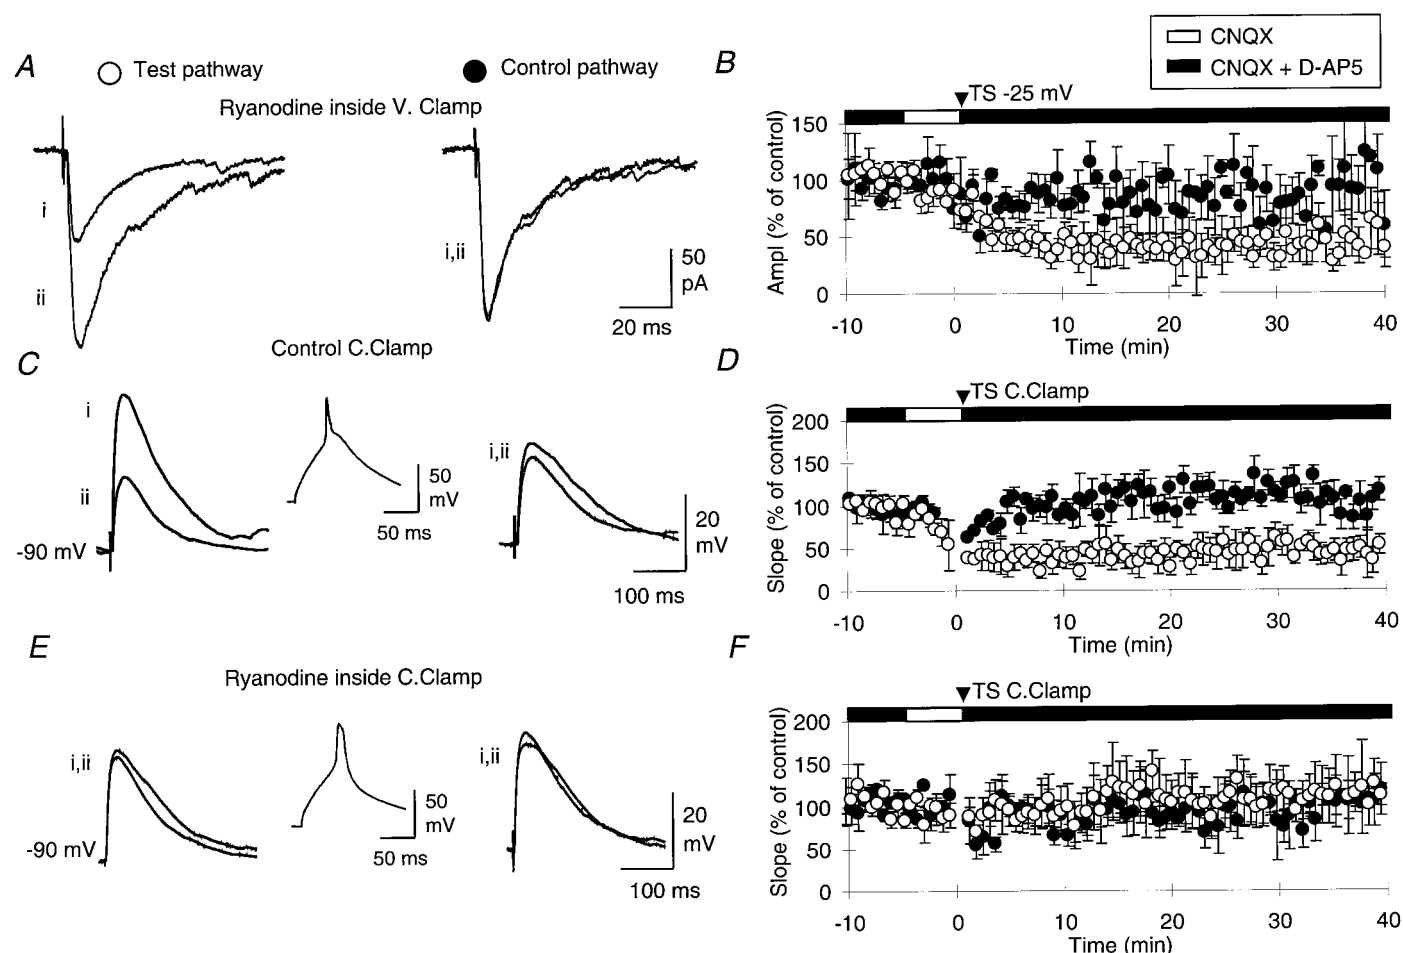 A
Test pathway
Control pathway
Ryanodine inside V. Clamp
i
ii
i,ii
50
pA
20 ms
B
CNQX
CNQX + D-AP5
TS -25 mV
Ampl (% of control)
150
100
50
0
-10 0 10 20 30 40
Time (min)
C
Control C.Clamp
i
ii
-90 mV
50
mV
50 ms
i,ii
20
mV
100 ms
D
TS C.Clamp
Slope (% of control)
200
150
100
50
0
-10 0 10 20 30 40
Time (min)
E
Ryanodine inside C.Clamp
i,ii
-90 mV
50
mV
50 ms
i,ii
20
mV
100 ms
F
TS C.Clamp
Slope (% of control)
200
150
100
50
0
-10 0 10 20 30 40
Time (min)